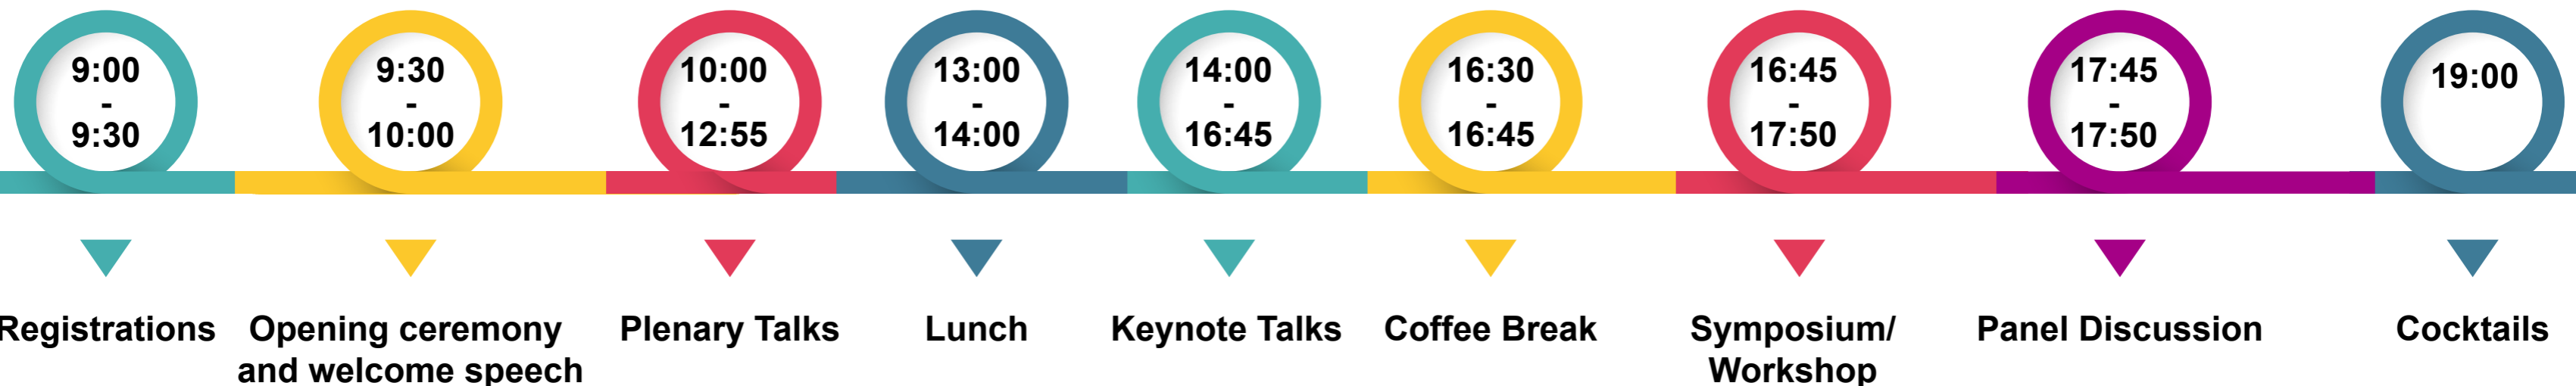 9:00
-
9:30
9:30
-
10:00
10:00
-
12:55
13:00
-
14:00
14:00
-
16:45
16:30
-
16:45
16:45
-
17:50
17:45
-
17:50
19:00
Registrations
Opening ceremony
and welcome speech
Plenary Talks
Lunch
Keynote Talks
Coffee Break
Symposium/
Workshop
Panel Discussion
Cocktails